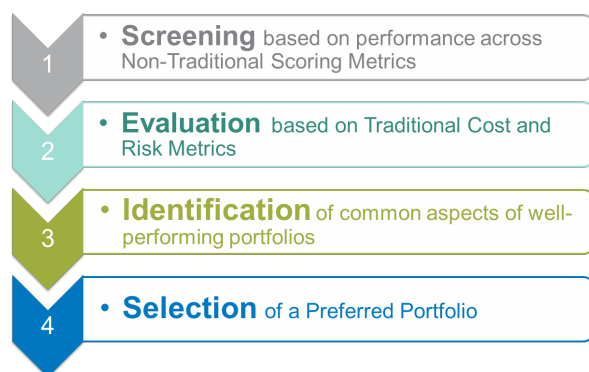 1
• Screening based on performance across
Non-Traditional Scoring Metrics
2
• Evaluation based on Traditional Cost and
Risk Metrics
3
• Identification of common aspects of well-
performing portfolios
4
• Selection of a Preferred Portfolio